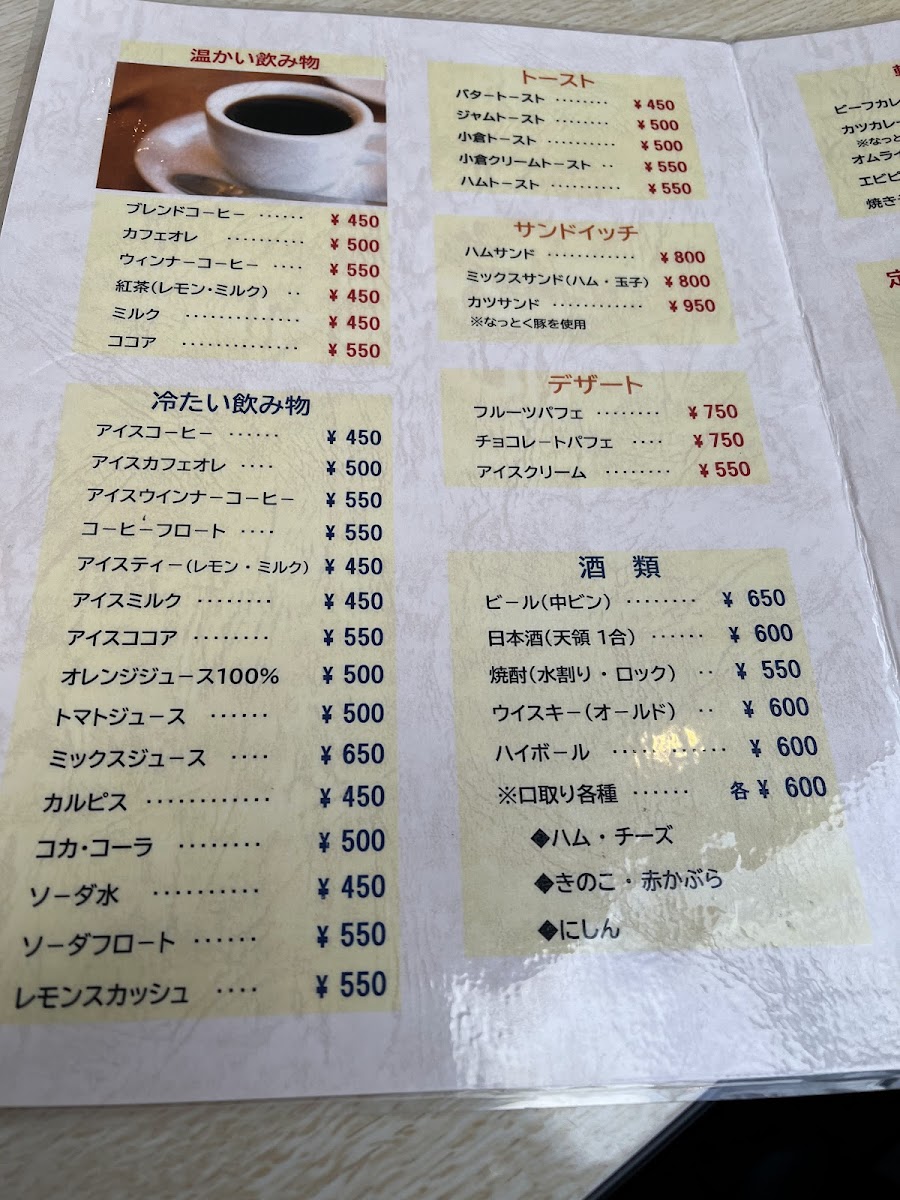 温かい飲み物
ブレンドコーヒー ‥‥‥ ¥ 450
カフェオレ ‥‥‥‥‥ ¥ 500
ウィンナーコーヒー ‥‥ ¥ 550
紅茶(レモン・ミルク) ‥ ¥ 450
ミルク ‥‥‥‥‥‥‥ ¥ 450
ココア ‥‥‥‥‥‥‥ ¥ 550
冷たい飲み物
アイスコーヒー ‥‥‥ ¥ 450
アイスカフェオレ ‥‥ ¥ 500
アイスウインナーコーヒー ¥ 550
コーヒーフロート ‥‥ ¥ 550
アイスティー(レモン・ミルク) ¥ 450
アイスミルク ‥‥‥‥ ¥ 450
アイスココア ‥‥‥‥ ¥ 550
オレンジジュース100% ¥ 500
トマトジュース ‥‥‥ ¥ 500
ミックスジュース ‥‥ ¥ 650
カルピス ‥‥‥‥‥‥ ¥ 450
コカ・コーラ ‥‥‥‥ ¥ 500
ソーダ水 ‥‥‥‥‥ ¥ 450
ソーダフロート ‥‥‥ ¥ 550
レモンスカッシュ ‥‥ ¥ 550
トースト
バタートースト ‥‥‥‥ ¥ 450
ジャムトースト ‥‥‥‥ ¥ 500
小倉トースト ‥‥‥‥‥ ¥ 500
小倉クリームトースト ‥ ¥ 550
ハムトースト ‥‥‥‥‥ ¥ 550
サンドイッチ
ハムサンド ‥‥‥‥‥‥ ¥ 800
ミックスサンド(ハム・玉子) ¥ 800
カツサンド ‥‥‥‥‥‥ ¥ 950
※なっとく豚を使用
デザート
フルーツパフェ ‥‥‥‥ ¥ 750
チョコレートパフェ ‥‥ ¥ 750
アイスクリーム ‥‥‥‥ ¥ 550
酒 類
ビール(中ビン) ‥‥‥‥ ¥ 650
日本酒(天領 1合) ‥‥‥ ¥ 600
焼酎(水割り・ロック) ‥ ¥ 550
ウイスキー(オールド) ‥ ¥ 600
ハイボール ‥‥‥‥‥‥ ¥ 600
※口取り各種 ‥‥‥ 各 ¥ 600
◆ハム・チーズ
◆きのこ・赤かぶら
◆にしん
ビーフカレ
カツカレー
※なっと
オムライ
エビピ
焼き
定